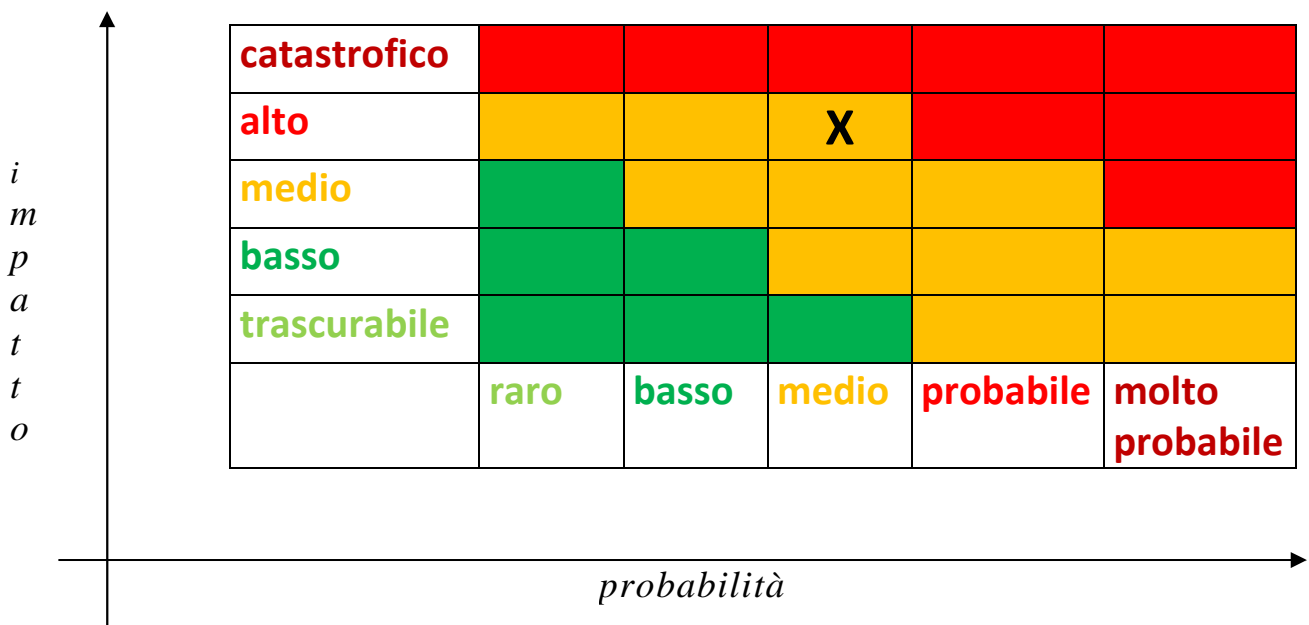 catastrofico
alto
X
i
m
p
a
t
t
o
medio
basso
trascurabile
raro
basso
medio
probabile
molto
probabile
probabilità